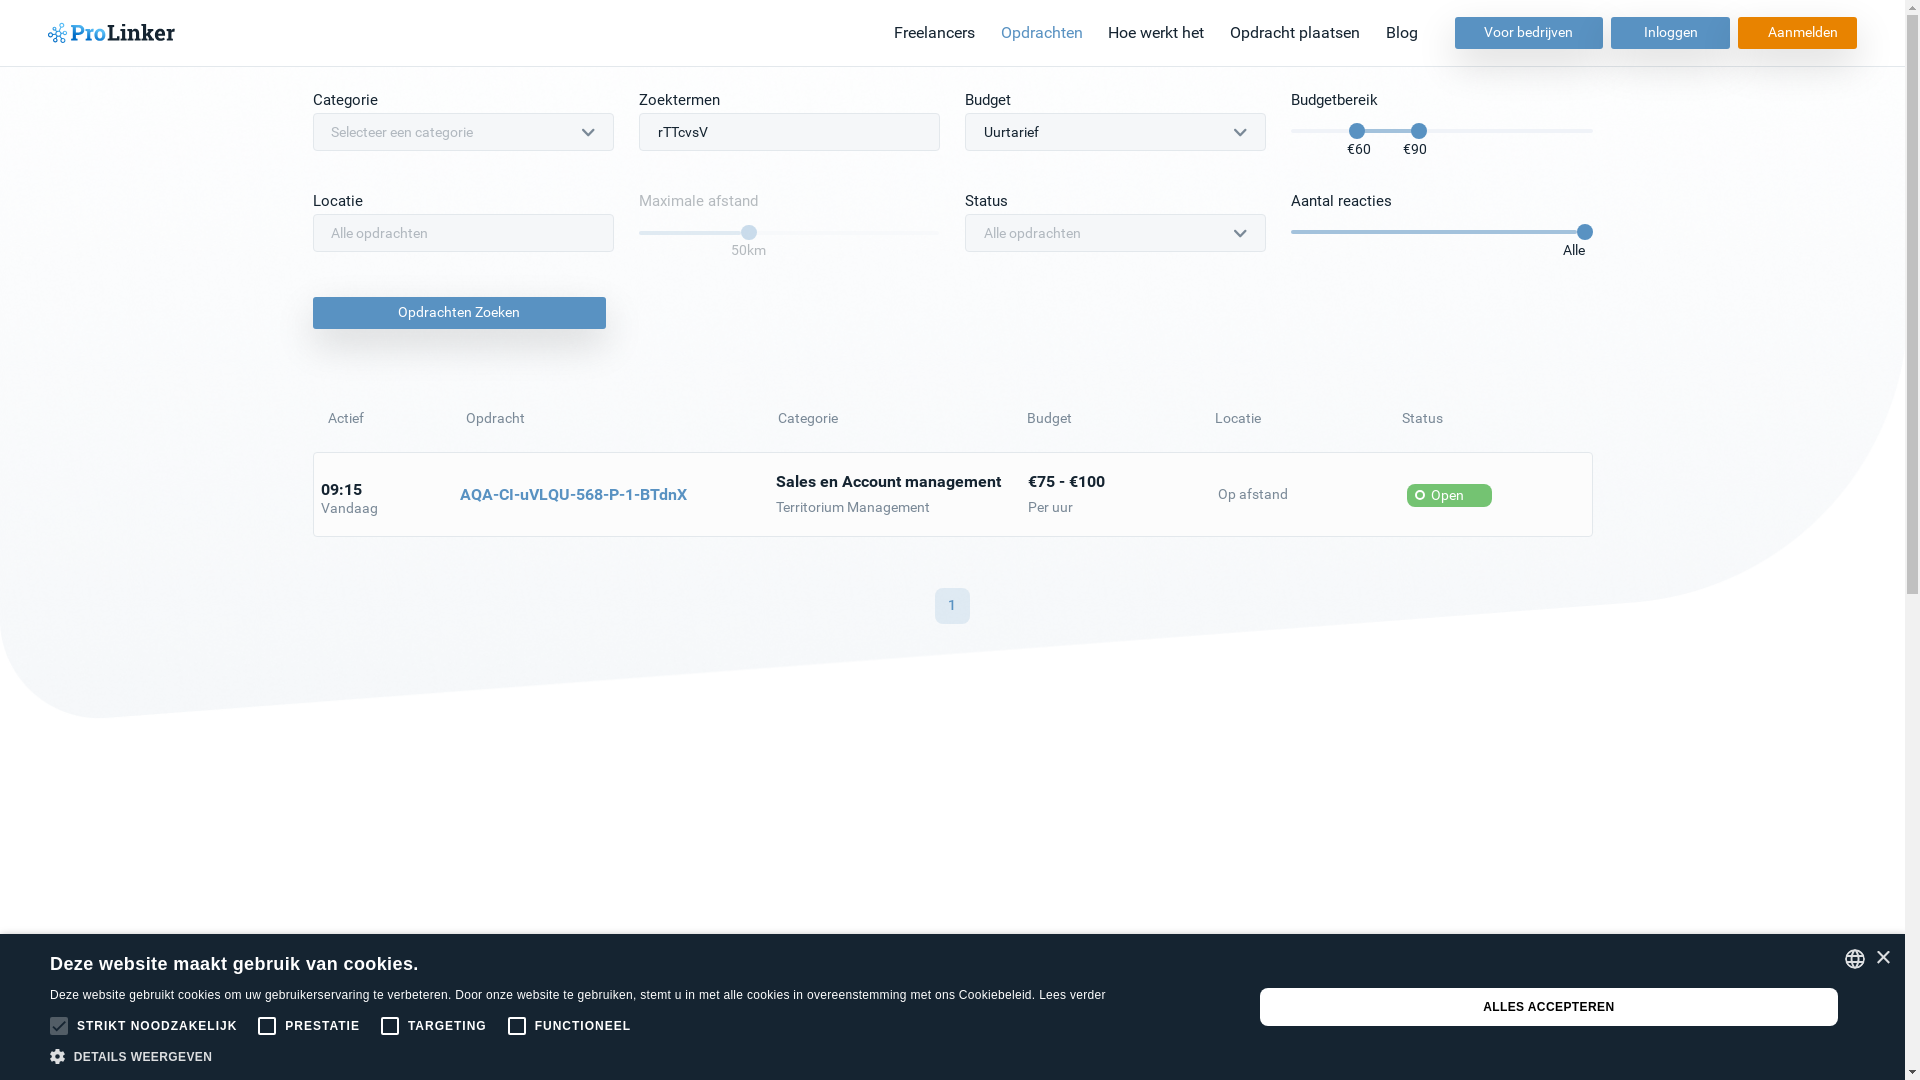 ProLinker
Freelancers Opdrachten Hoe werkt het Opdracht plaatsen Blog Voor bedrijven Inloggen Aanmelden
Categorie Zoektermen Budget Budgetbereik
Selecteer een categorie rTTcvsV Uurtarief
€60 €90
Locatie Maximale afstand Status Aantal reacties
Alle opdrachten Alle opdrachten
50km Alle
Opdrachten Zoeken
Actief Opdracht Categorie Budget Locatie Status
09:15 AQA-CI-uVLQU-568-P-1-BTdnX Sales en Account management €75 - €100 Op afstand Open
Vandaag Territorium Management Per uur
1
Deze website maakt gebruik van cookies.
Deze website gebruikt cookies om uw gebruikerservaring te verbeteren. Door onze website te gebruiken, stemt u in met alle cookies in overeenstemming met ons Cookiebeleid. Lees verder
ALLES ACCEPTEREN
STRIKT NOODZAKELIJK PRESTATIE TARGETING FUNCTIONEEL
DETAILS WEERGEVEN